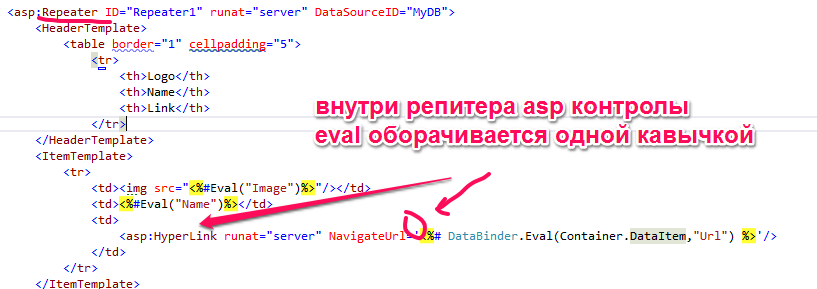 <asp:Repeater ID="Repeater1" runat="server" DataSourceID="MyDB">
<HeaderTemplate>
<table border="1" cellpadding="5">
<tr>
<th>Logo</th>
<th>Name</th>
<th>Link</th>
</tr>
</HeaderTemplate>
внутри репитера asp контролы
eval оборачивается одной кавычкой
<ItemTemplate>
<tr>
<td><img src="<%#Eval("Image")%>"/></td>
<td><%#Eval("Name")%></td>
<td>
<asp:HyperLink runat="server" NavigateUrl='<%# DataBinder.Eval(Container.DataItem,"Url") %>'/>
</td>
</tr>
</ItemTemplate>